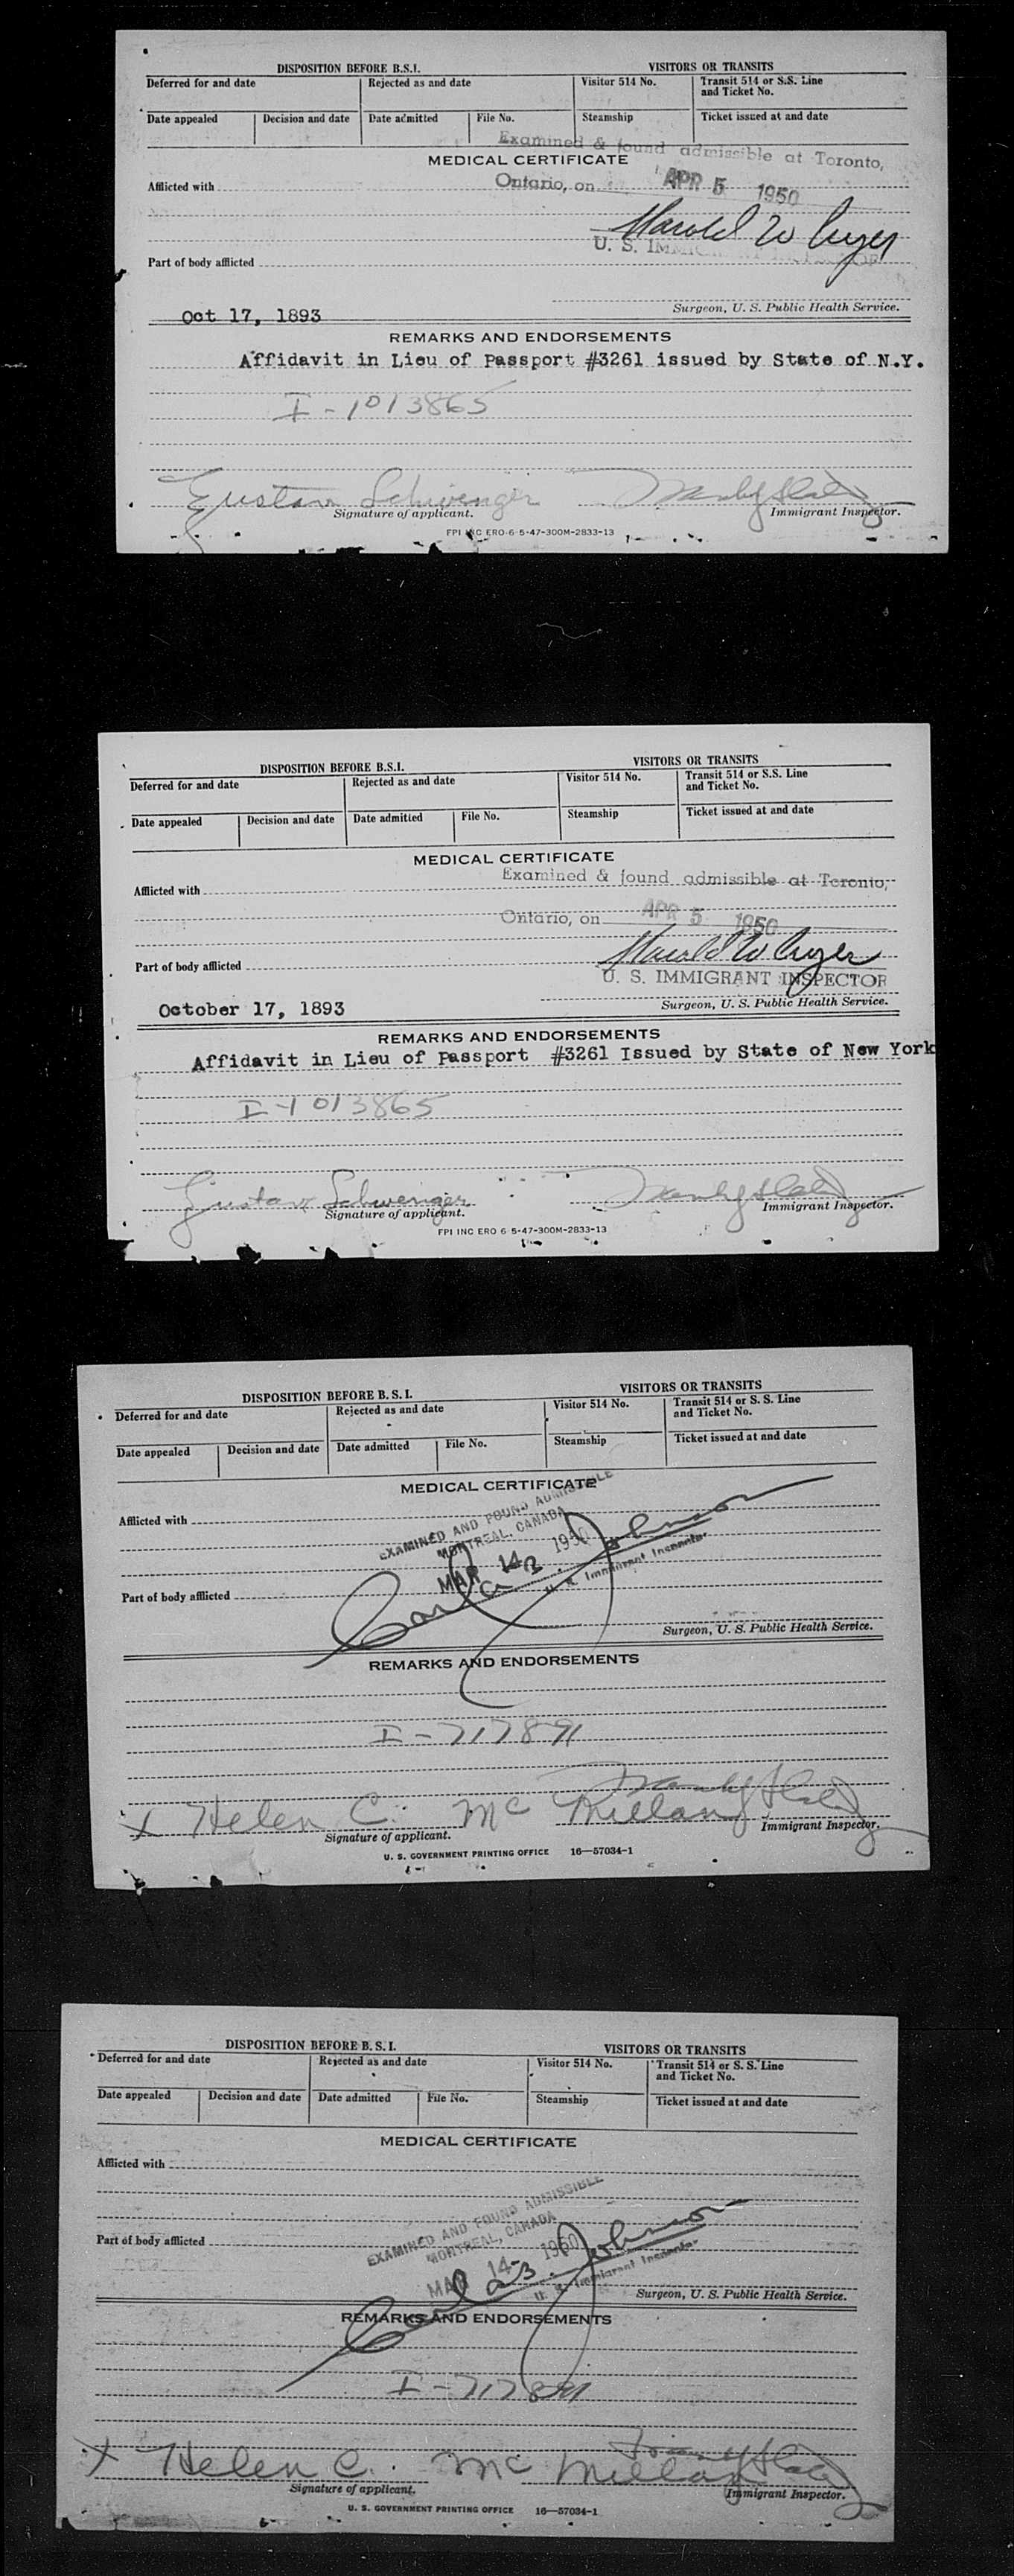 DISPOSITION BEFORE B.S.I. VISITORS OR TRANSITS
Deferred for and date Rejected as and date Visitor 514 No. Transit 514 or S.S. Line
and Ticket No.
Date appealed Decision and date Date admitted File No. Steamship Ticket issued at and date
Examined & found admissible at Toronto,
MEDICAL CERTIFICATE
Ontario, on APR 5 1950
Afflicted with
Harold W
U. S.
Part of body afflicted
Surgeon, U. S. Public Health Service.
Oct 17, 1893
REMARKS AND ENDORSEMENTS
Affidavit in Lieu of Passport #3261 issued by State of N.Y.
I-1013865
Gustav Schwenger
Signature of applicant. Immigrant Inspector.
FPI INC ERO-6-5-47-300M-2833-13
DISPOSITION BEFORE B.S.I. VISITORS OR TRANSITS
Deferred for and date Rejected as and date Visitor 514 No. Transit 514 or S.S. Line
and Ticket No.
Date appealed Decision and date Date admitted File No. Steamship Ticket issued at and date
MEDICAL CERTIFICATE
Examined & found admissible at Toronto,
Afflicted with
Ontario, on APR 5 1950
Harold W
Part of body afflicted
U. S. IMMIGRANT INSPECTOR
Surgeon, U. S. Public Health Service.
October 17, 1893
REMARKS AND ENDORSEMENTS
Affidavit in Lieu of Passport #3261 Issued by State of New York
I-1013865
Gustav Schwenger
Signature of applicant. Immigrant Inspector.
FPI INC ERO 6 5-47-300M-2833-13
DISPOSITION BEFORE B. S. I. VISITORS OR TRANSITS
Deferred for and date Rejected as and date Visitor 514 No. Transit 514 or S. S. Line
and Ticket No.
Date appealed Decision and date Date admitted File No. Steamship Ticket issued at and date
MEDICAL CERTIFICATE
EXAMINED AND FOUND ADMISSIBLE
Afflicted with
MONTREAL, CANADA
MAR 14 1950
Carl B. Johnson
U. S. Immigrant Inspector
Part of body afflicted
Surgeon, U. S. Public Health Service.
REMARKS AND ENDORSEMENTS
I-717891
x Helen C. McMillan
Signature of applicant. Immigrant Inspector.
U. S. GOVERNMENT PRINTING OFFICE 16—57034-1
DISPOSITION BEFORE B. S. I. VISITORS OR TRANSITS
Deferred for and date Rejected as and date Visitor 514 No. Transit 514 or S. S. Line
and Ticket No.
Date appealed Decision and date Date admitted File No. Steamship Ticket issued at and date
MEDICAL CERTIFICATE
Afflicted with
EXAMINED AND FOUND ADMISSIBLE
MONTREAL, CANADA
Part of body afflicted
MAR 14 1950
Carl B. Johnson
U. S. Immigrant Inspector
Surgeon, U. S. Public Health Service.
REMARKS AND ENDORSEMENTS
I-717891
x Helen C. McMillan
Signature of applicant. Immigrant Inspector.
U. S. GOVERNMENT PRINTING OFFICE 16—57034-1